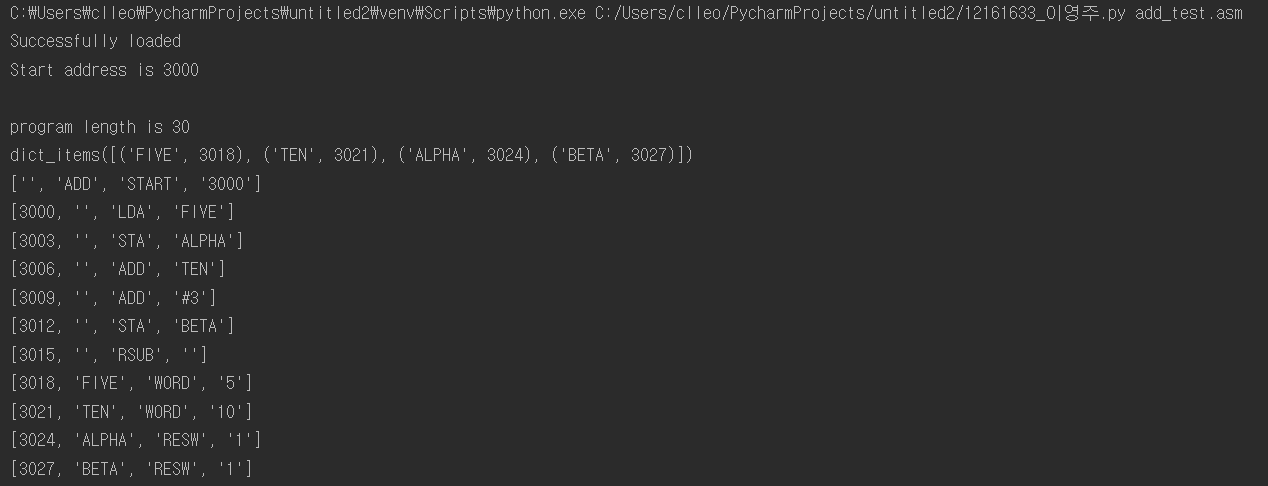 C:₩Users₩clleo₩PycharmProjects₩untitled2₩venv₩Scripts₩python.exe C:/Users/clleo/PycharmProjects/untitled2/12161633_이영주.py add_test.asm
Successfully loaded
Start address is 3000
program length is 30
dict_items([('FIVE', 3018), ('TEN', 3021), ('ALPHA', 3024), ('BETA', 3027)])
['', 'ADD', 'START', '3000']
[3000, '', 'LDA', 'FIVE']
[3003, '', 'STA', 'ALPHA']
[3006, '', 'ADD', 'TEN']
[3009, '', 'ADD', '#3']
[3012, '', 'STA', 'BETA']
[3015, '', 'RSUB', '']
[3018, 'FIVE', 'WORD', '5']
[3021, 'TEN', 'WORD', '10']
[3024, 'ALPHA', 'RESW', '1']
[3027, 'BETA', 'RESW', '1']